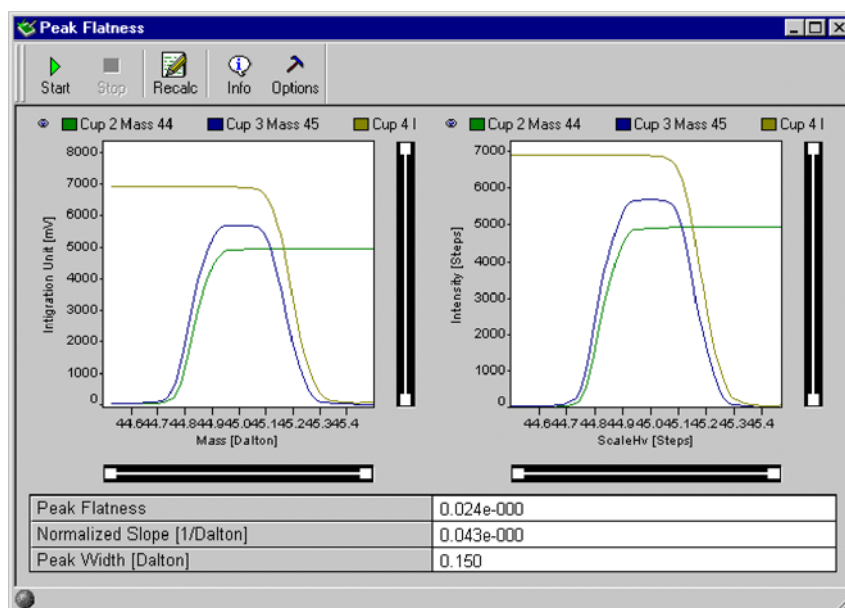 Peak Flatness
Start Stop Recalc Info Options
Cup 2 Mass 44 Cup 3 Mass 45 Cup 4 I
8000
7000
6000
5000
4000
3000
2000
1000
0
Intigration Unit [mV]
44.6 44.7 44.8 44.9 45.0 45.1 45.2 45.3 45.4
Mass [Dalton]
Cup 2 Mass 44 Cup 3 Mass 45 Cup 4 I
7000
6000
5000
4000
3000
2000
1000
0
Intensity [Steps]
44.6 44.7 44.8 44.9 45.0 45.1 45.2 45.3 45.4
ScaleHv [Steps]
Peak Flatness 0.024e-000
Normalized Slope [1/Dalton] 0.043e-000
Peak Width [Dalton] 0.150